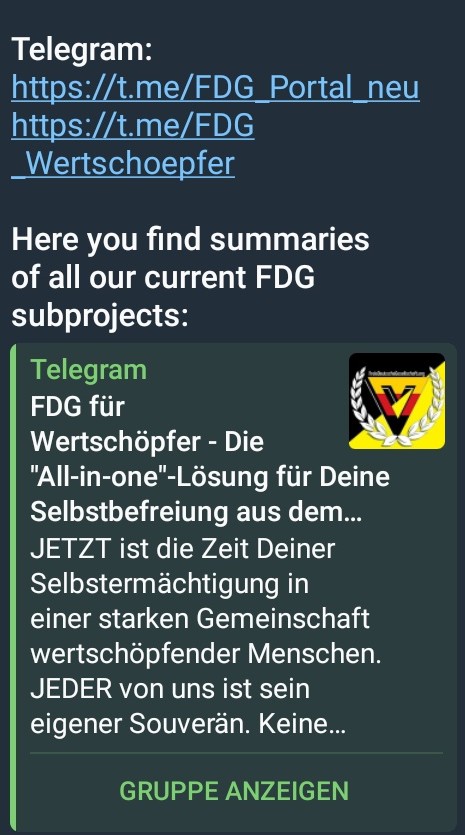 Telegram:
https://t.me/FDG_Portal_neu
https://t.me/FDG
_Wertschoepfer
Here you find summaries
of all our current FDG
subprojects:
Telegram
FDG für
Wertschöpfer - Die
"All-in-one"-Lösung für Deine
Selbstbefreiung aus dem…
JETZT ist die Zeit Deiner
Selbstermächtigung in
einer starken Gemeinschaft
wertschöpfender Menschen.
JEDER von uns ist sein
eigener Souverän. Keine…
GRUPPE ANZEIGEN